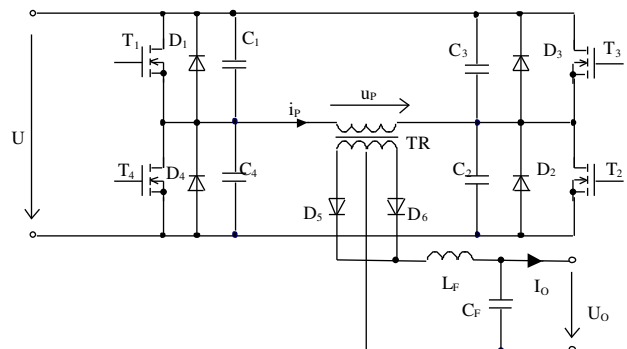 T1 D1 C1 C3 D3 T3
uP
iP
U
TR
T4 D4 C4 C2 D2 T2
D5 D6
LF IO
CF UO